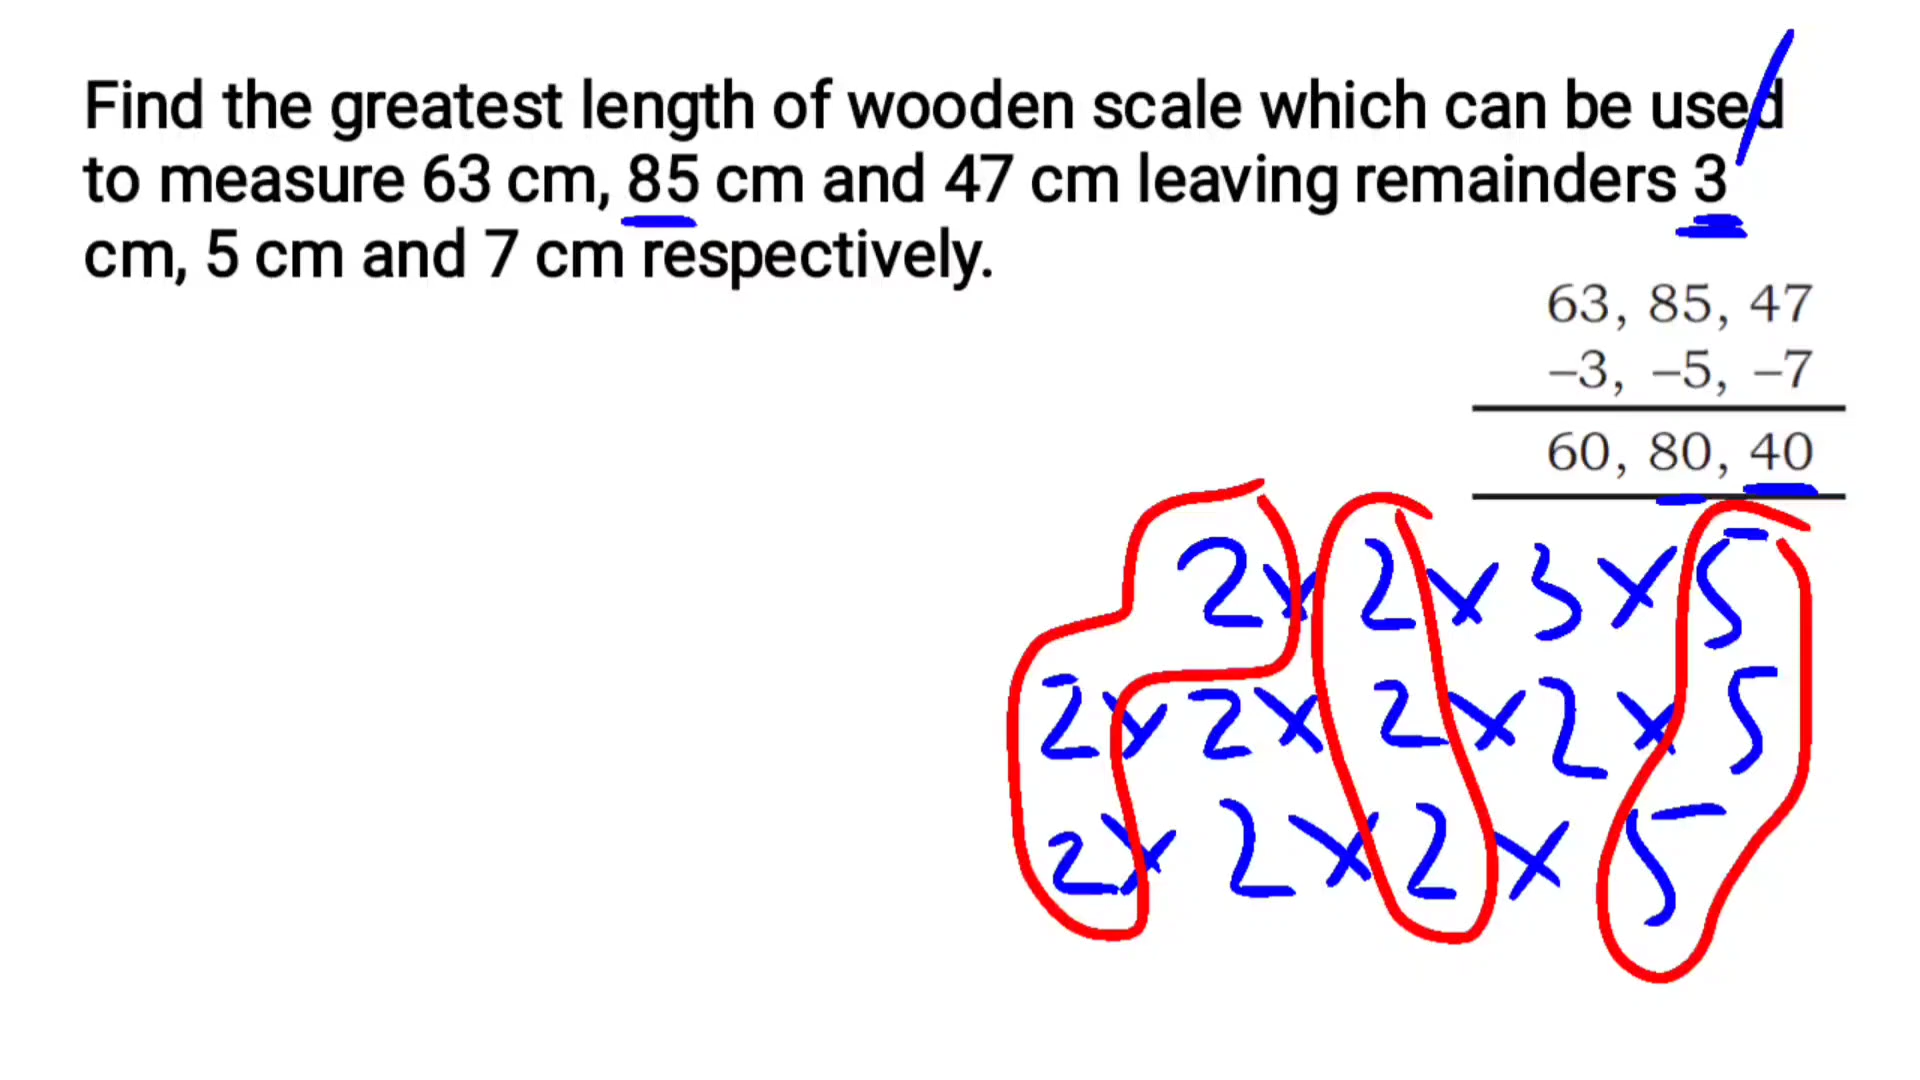 Find the greatest length of wooden scale which can be used
to measure 63 cm, 85 cm and 47 cm leaving remainders 3
cm, 5 cm and 7 cm respectively.
63, 85, 47
–3, –5, –7
60, 80, 40
2 x 2 x 3 x 5
2 x 2 x 2 x 2 x 5
2 x 2 x 2 x 5